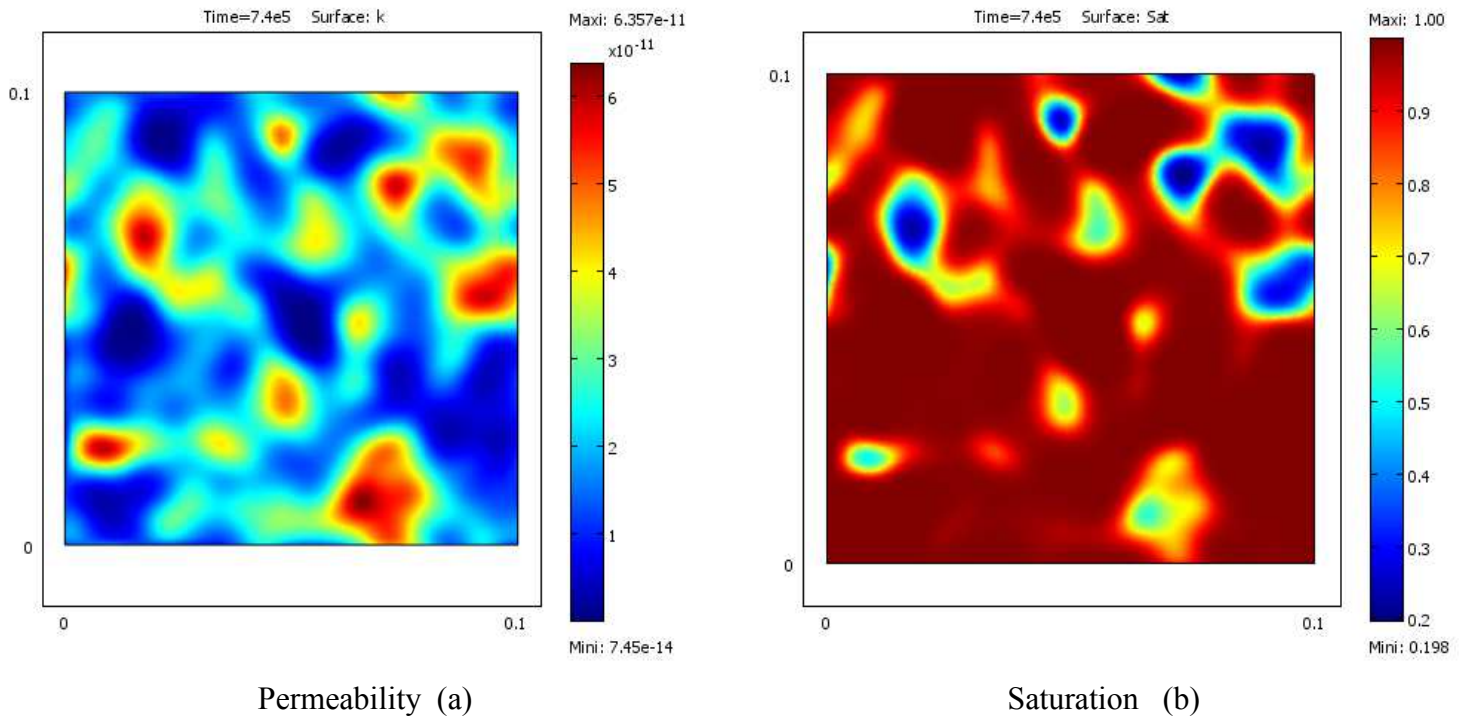 Time=7.4e5 Surface: k
Maxi: 6.357e-11
x10-11
6
5
4
3
2
1
Mini: 7.45e-14
0.1
0
0
0.1
Permeability (a)
Time=7.4e5 Surface: Sat
Maxi: 1.00
0.9
0.8
0.7
0.6
0.5
0.4
0.3
0.2
Mini: 0.198
0.1
0
0
0.1
Saturation (b)